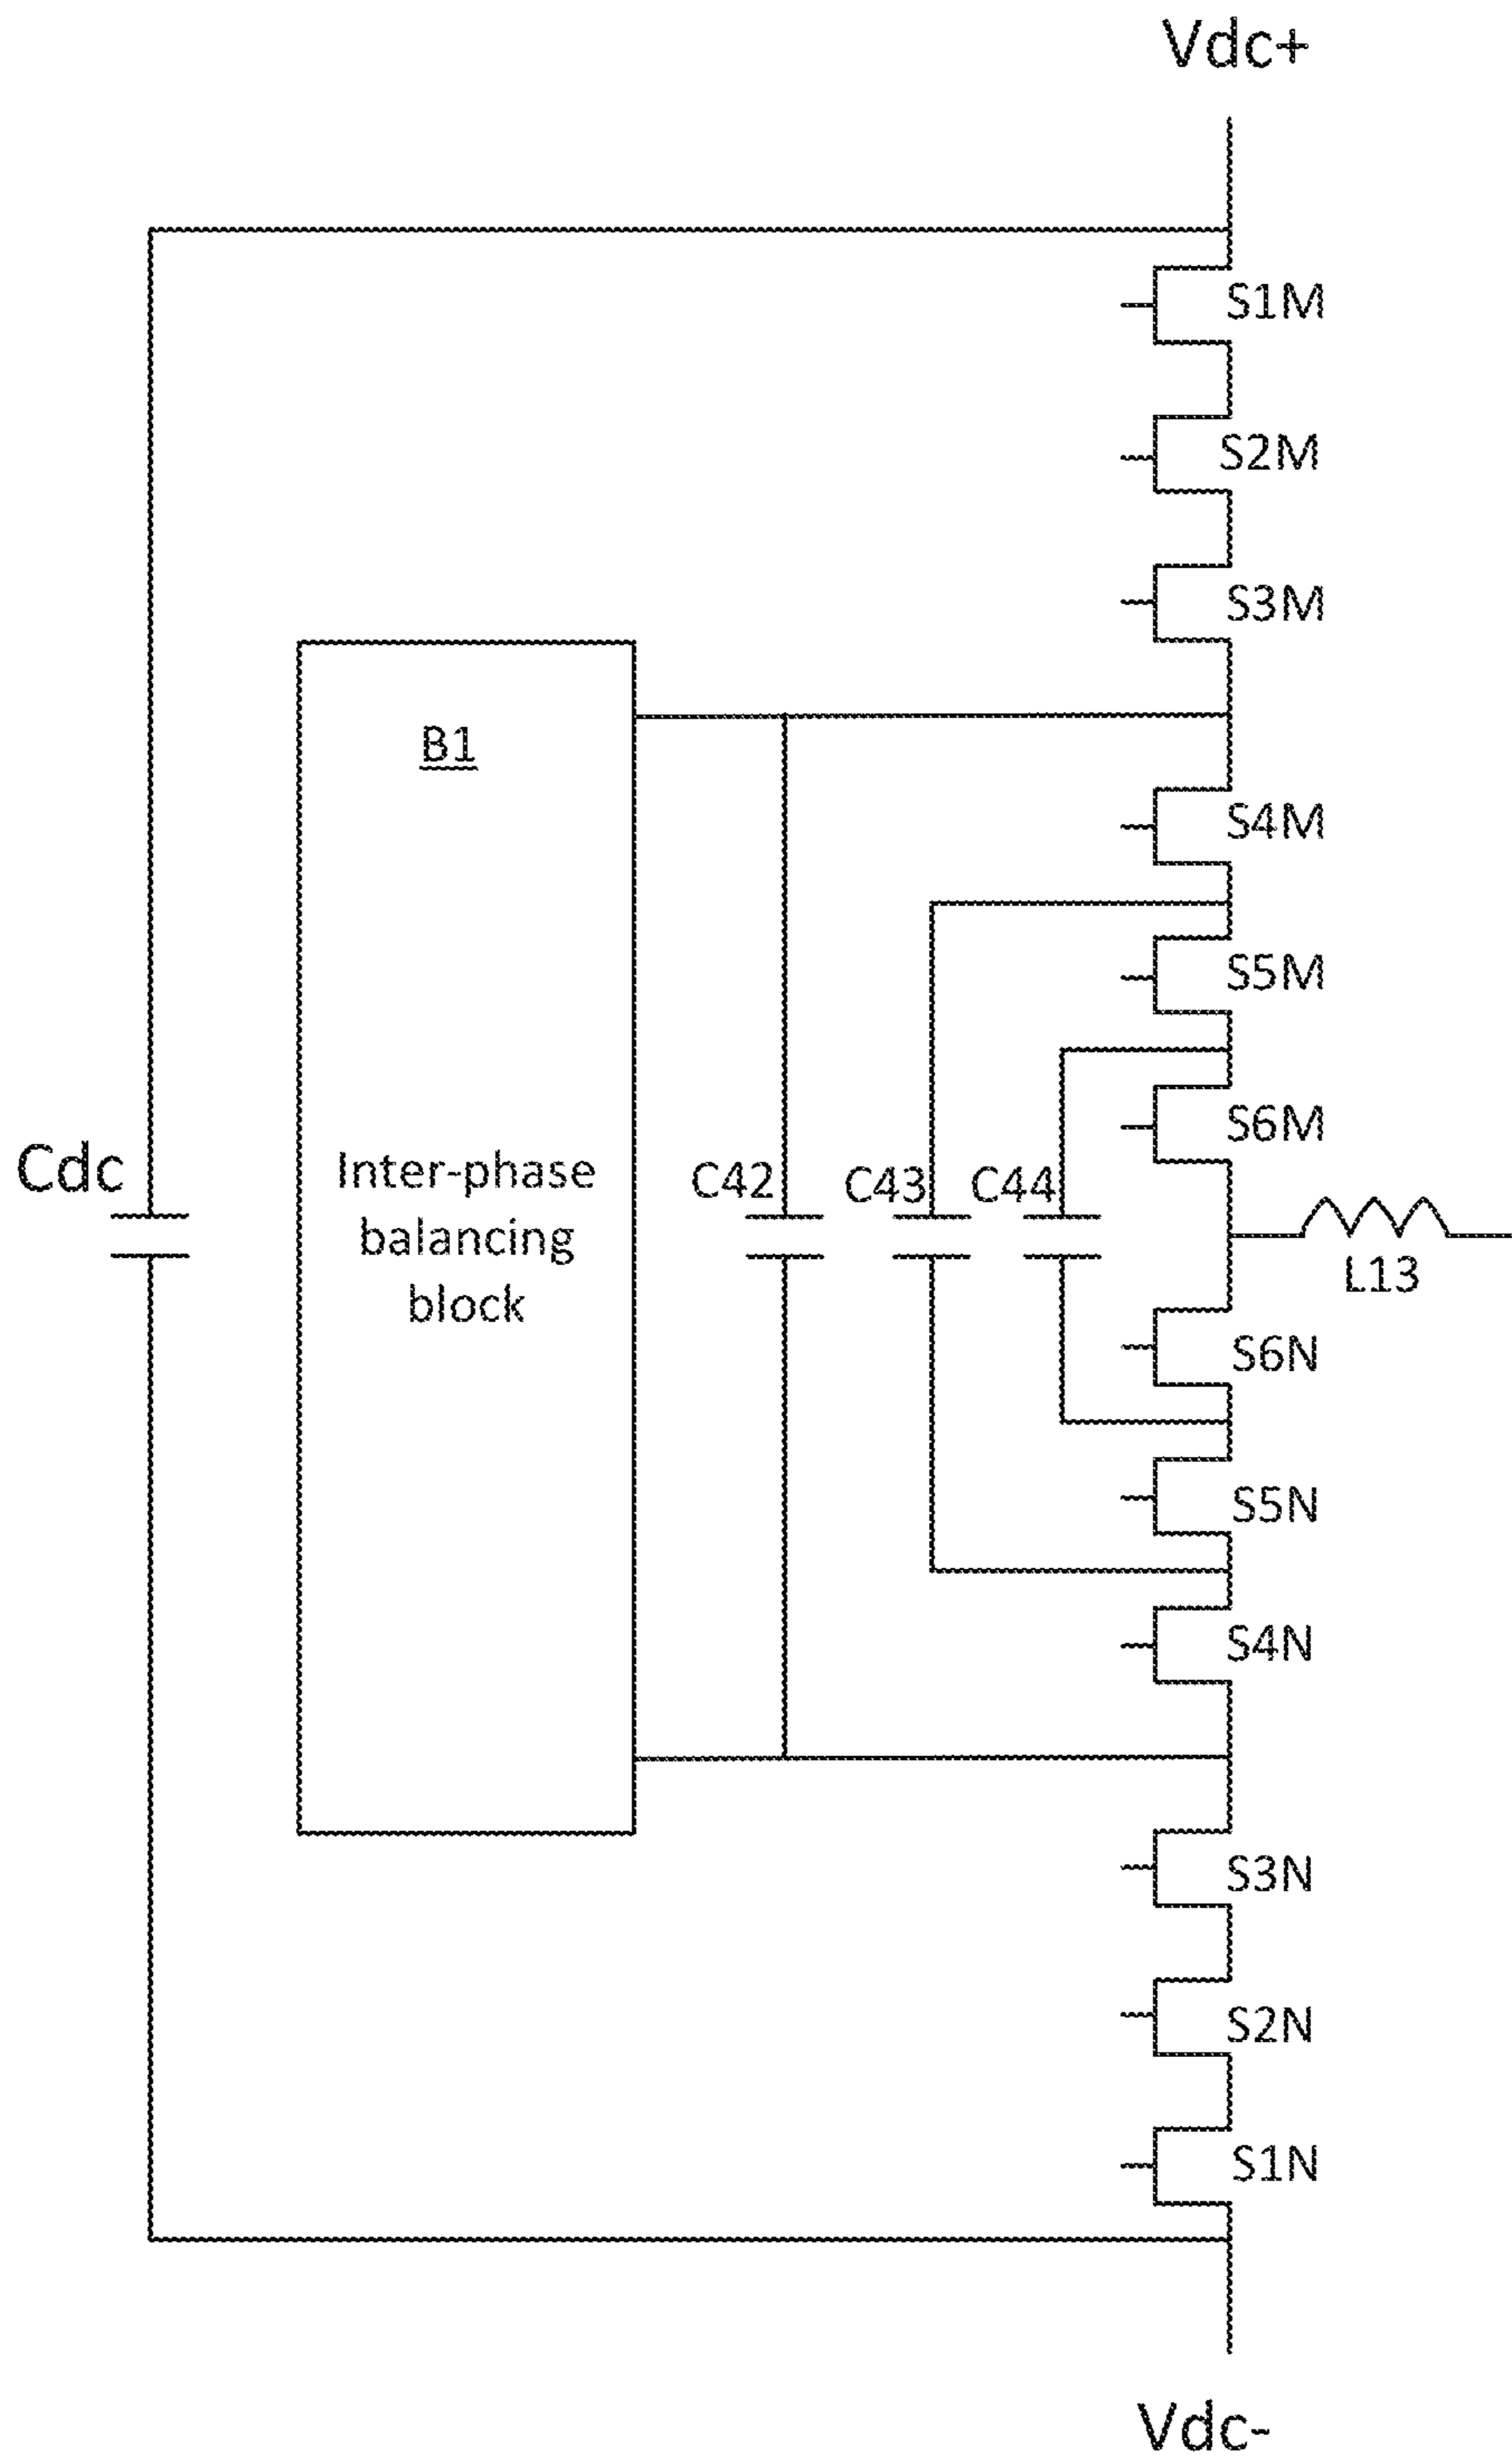 Vdc+
S1M
S2M
S3M
B1
S4M
S5M
S6M
Cdc
Inter-phase
balancing
block
C42
C43
C44
L13
S6N
S5N
S4N
S3N
S2N
S1N
Vdc-